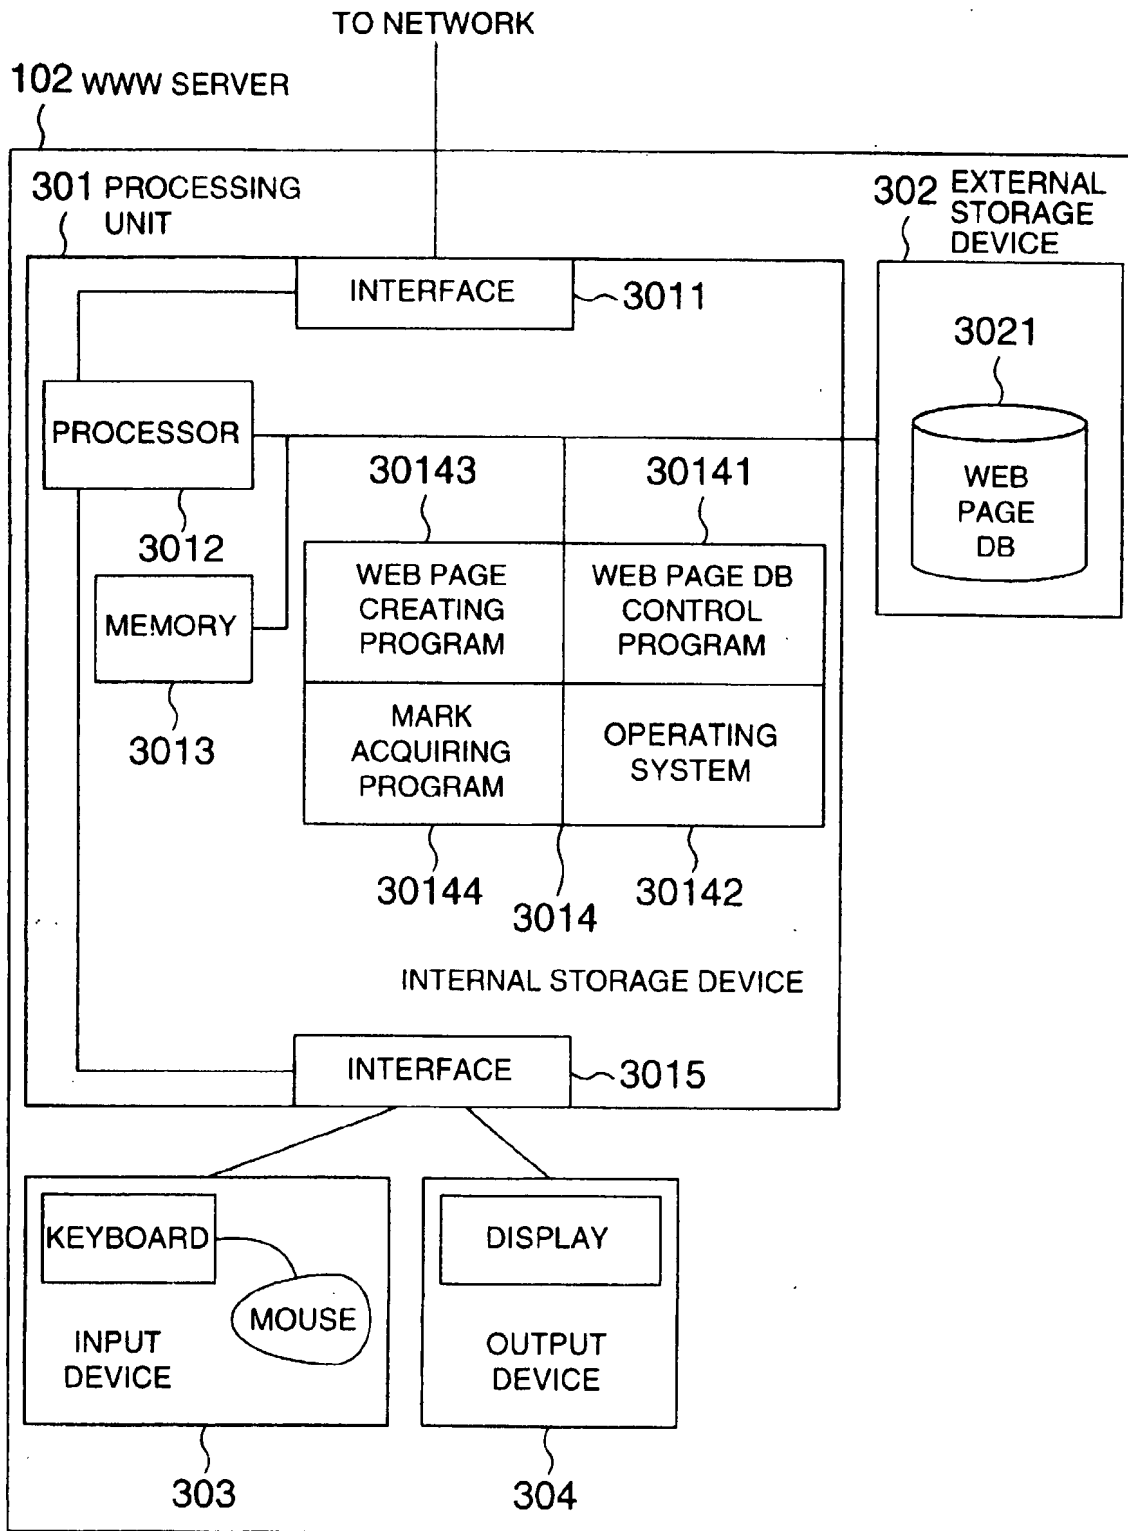 TO NETWORK
102 WWW SERVER
301 PROCESSING
UNIT
302 EXTERNAL
STORAGE
DEVICE
INTERFACE
3011
3021
PROCESSOR
WEB
PAGE
DB
30143
30141
3012
WEB PAGE
CREATING
PROGRAM
WEB PAGE DB
CONTROL
PROGRAM
MEMORY
3013
MARK
ACQUIRING
PROGRAM
OPERATING
SYSTEM
30144
3014
30142
INTERNAL STORAGE DEVICE
INTERFACE
3015
KEYBOARD
MOUSE
INPUT
DEVICE
DISPLAY
OUTPUT
DEVICE
303
304